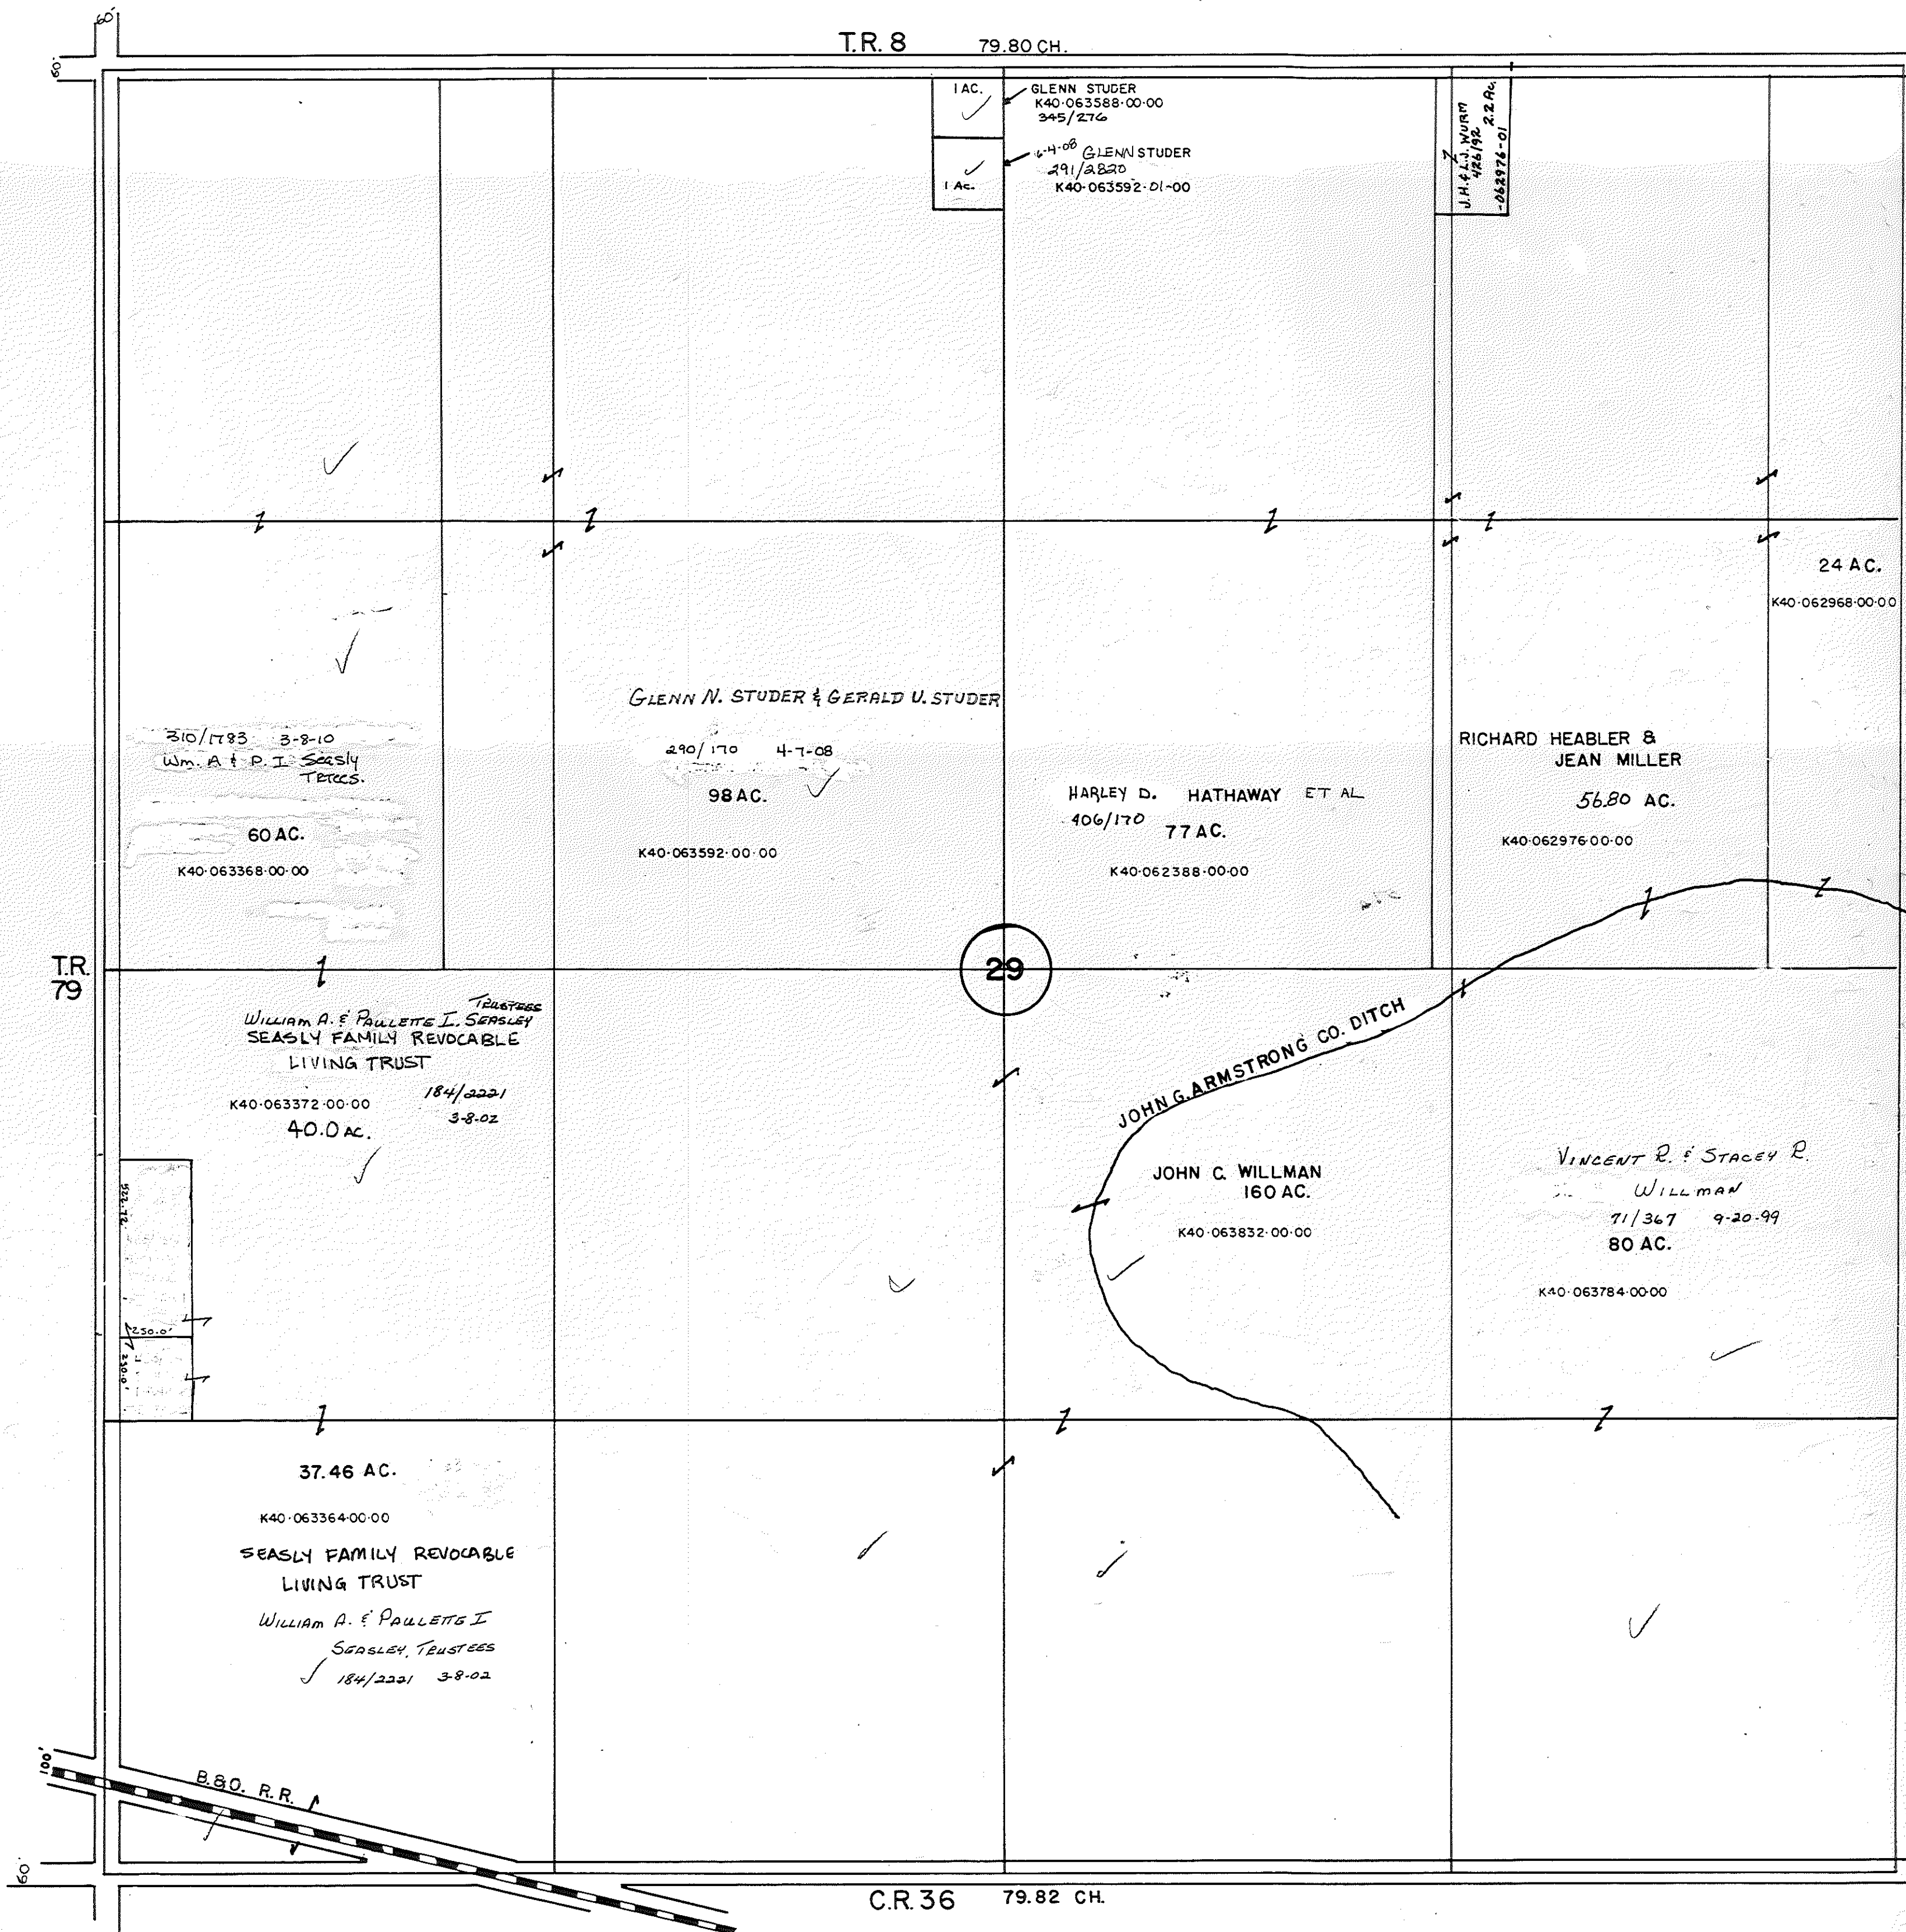 60'
60'
T.R. 8 79.80 CH.
1 AC.
GLENN STUDER
K40-063588-00-00
345/276
6-4-08 GLENN STUDER
291/2820
1 Ac.
K40-063592-01-00
J.H. & L.J. WURM
426/92 2.2 Ac.
-062976-01
24 AC.
K40-062968-00-00
GLENN N. STUDER & GERALD U. STUDER
290/170 4-7-08
98 AC.
K40-063592-00-00
310/1783 3-8-10
Wm. A & P. I Seasly
60 AC.
K40-063368-00-00
HARLEY D. HATHAWAY ET AL
406/170
77 AC.
K40-062388-00-00
RICHARD HEABLER &
JEAN MILLER
56.80 AC.
K40-062976-00-00
T.R.
79
29
TRUSTEES
WILLIAM A. & PAULETTE I. SEASLEY
SEASLY FAMILY REVOCABLE
LIVING TRUST
K40-063372-00-00
184/2221
3-8-02
40.0 AC.
JOHN G. ARMSTRONG CO. DITCH
JOHN C. WILLMAN
160 AC.
K40-063832-00-00
VINCENT R. & STACEY R.
WILLMAN
71/367 9-20-99
80 AC.
K40-063784-00-00
522.72'
250.0'
230.0'
37.46 AC.
K40-063364-00-00
SEASLY FAMILY REVOCABLE
LIVING TRUST
WILLIAM A. & PAULETTE I
SEASLEY, TRUSTEES
184/2221 3-8-02
100'
B.&O. R.R.
60'
C.R. 36 79.82 CH.